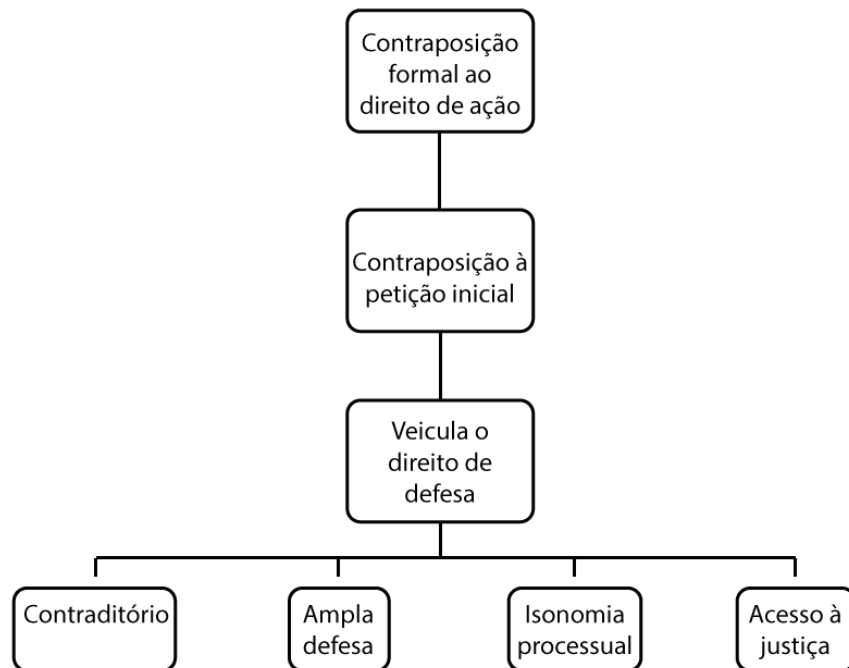 Contraposição
formal ao
direito de ação
Contraposição à
petição inicial
Veicula o
direito de
defesa
Contraditório
Ampla
defesa
Isonomia
processual
Acesso à
justiça